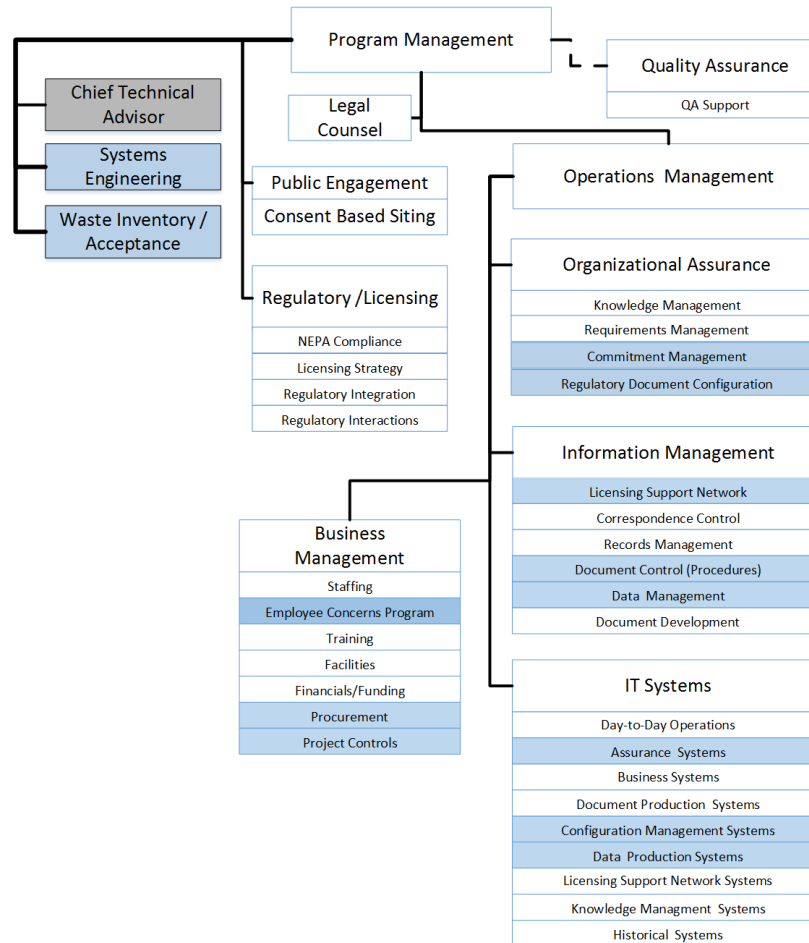 Program Management
Quality Assurance
QA Support
Chief Technical
Advisor
Legal
Counsel
Systems
Engineering
Waste Inventory /
Acceptance
Public Engagement
Consent Based Siting
Operations Management
Regulatory /Licensing
NEPA Compliance
Licensing Strategy
Regulatory Integration
Regulatory Interactions
Organizational Assurance
Knowledge Management
Requirements Management
Commitment Management
Regulatory Document Configuration
Information Management
Licensing Support Network
Correspondence Control
Records Management
Document Control (Procedures)
Data Management
Document Development
Business
Management
Staffing
Employee Concerns Program
Training
Facilities
Financials/Funding
Procurement
Project Controls
IT Systems
Day-to-Day Operations
Assurance Systems
Business Systems
Document Production Systems
Configuration Management Systems
Data Production Systems
Licensing Support Network Systems
Knowledge Managment Systems
Historical Systems